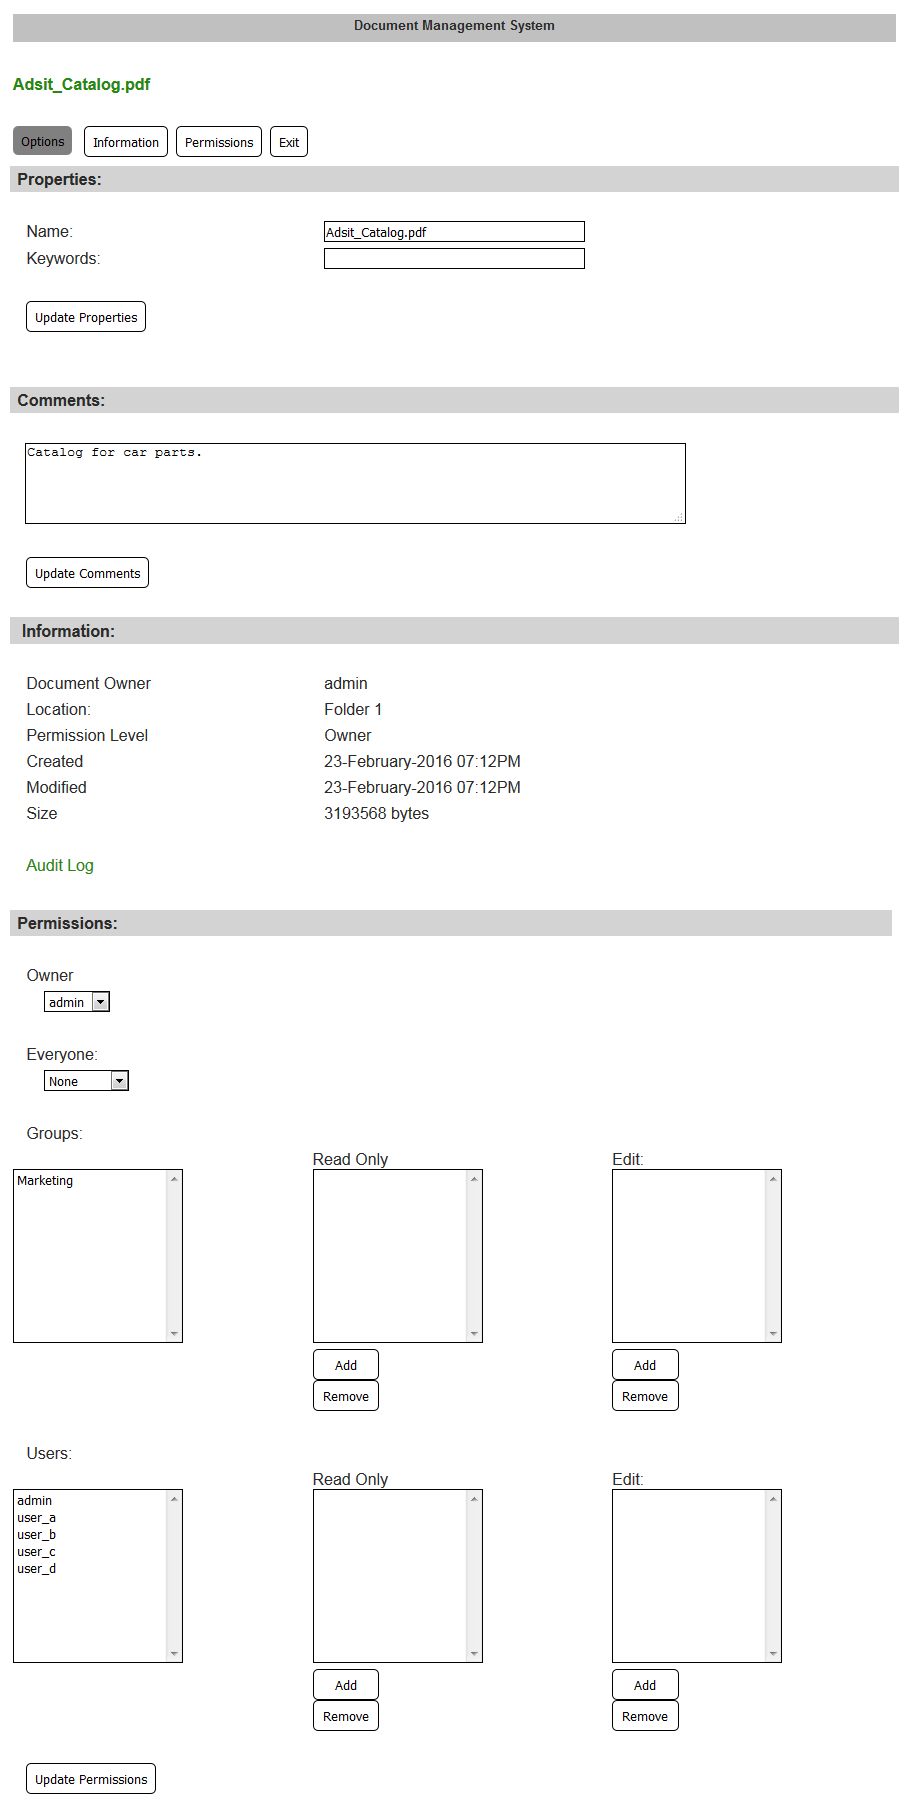 Document Management System
Adsit_Catalog.pdf
Options Information Permissions Exit
Properties:
Name: Adsit_Catalog.pdf
Keywords:
Update Properties
Comments:
Catalog for car parts.
Update Comments
Information:
Document Owner admin
Location: Folder 1
Permission Level Owner
Created 23-February-2016 07:12PM
Modified 23-February-2016 07:12PM
Size 3193568 bytes
Audit Log
Permissions:
Owner
admin
Everyone:
None
Groups:
Read Only Edit:
Marketing
Add Add
Remove Remove
Users:
Read Only Edit:
admin
user_a
user_b
user_c
user_d
Add Add
Remove Remove
Update Permissions